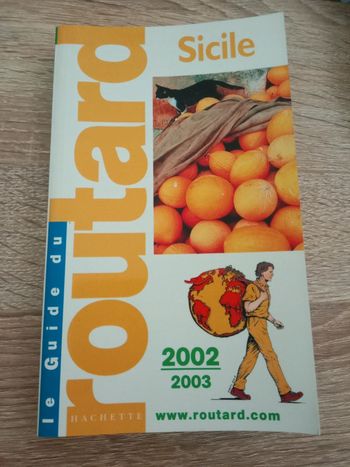 le Guide du
routard
Sicile
2002
2003
HACHETTE
www.routard.com